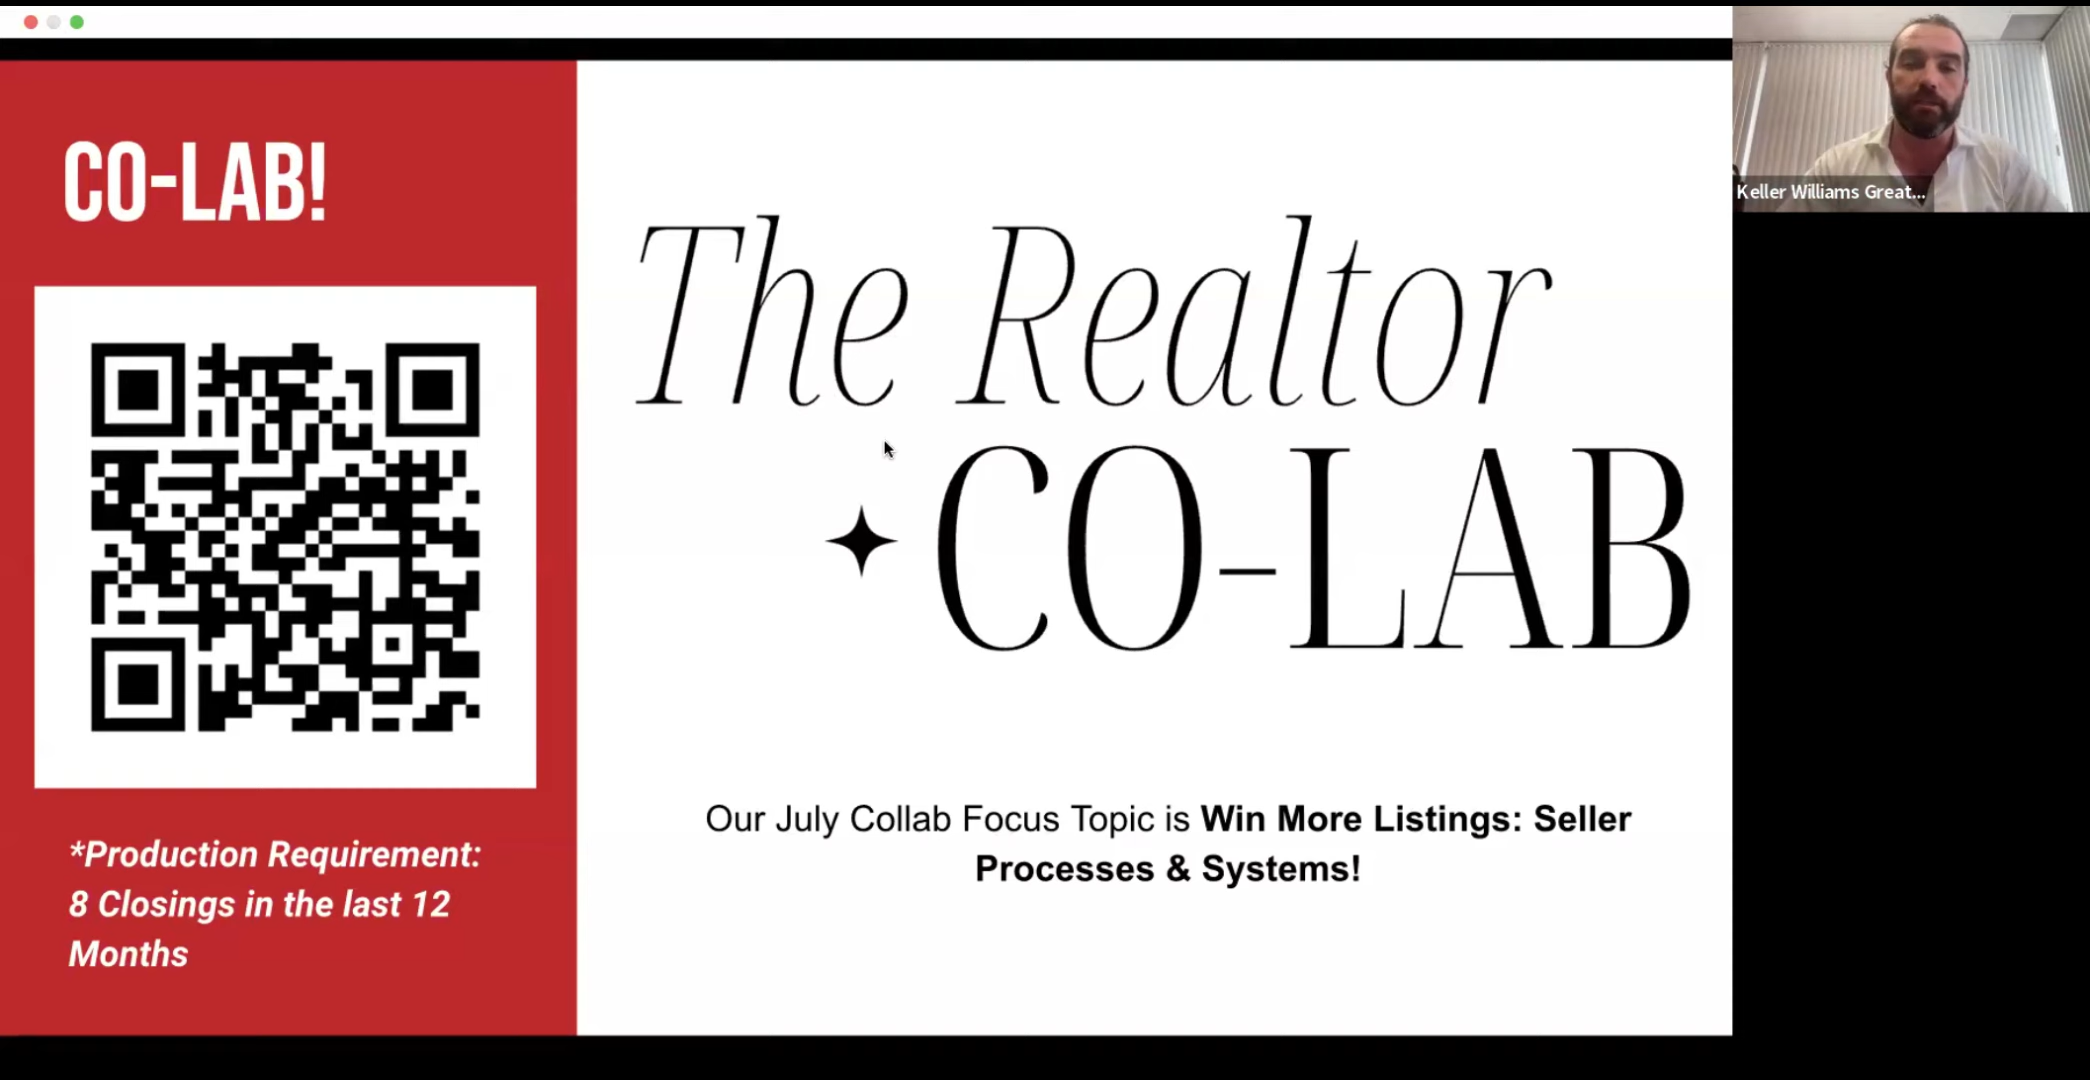 CO-LAB!
*Production Requirement:
8 Closings in the last 12
Months
The Realtor
CO-LAB
Our July Collab Focus Topic is Win More Listings: Seller
Processes & Systems!
Keller Williams Great...